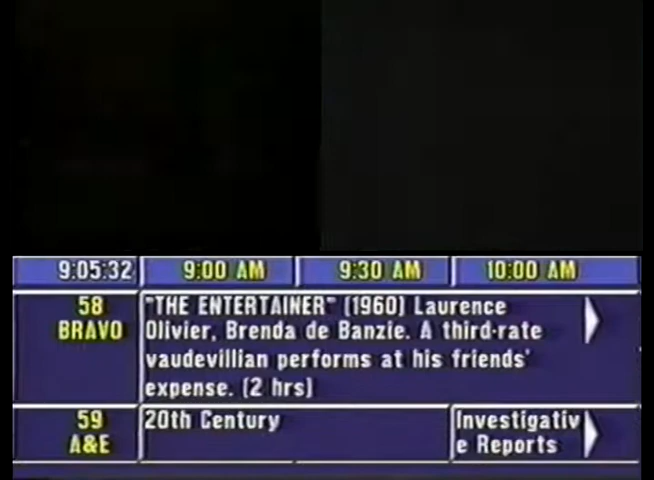 9:05:32 9:00 AM 9:30 AM 10:00 AM
58 BRAVO
"THE ENTERTAINER" (1960) Laurence
Olivier, Brenda de Banzie. A third-rate
vaudevillian performs at his friends'
expense. (2 hrs)
59 A&E
20th Century
Investigativ
e Reports